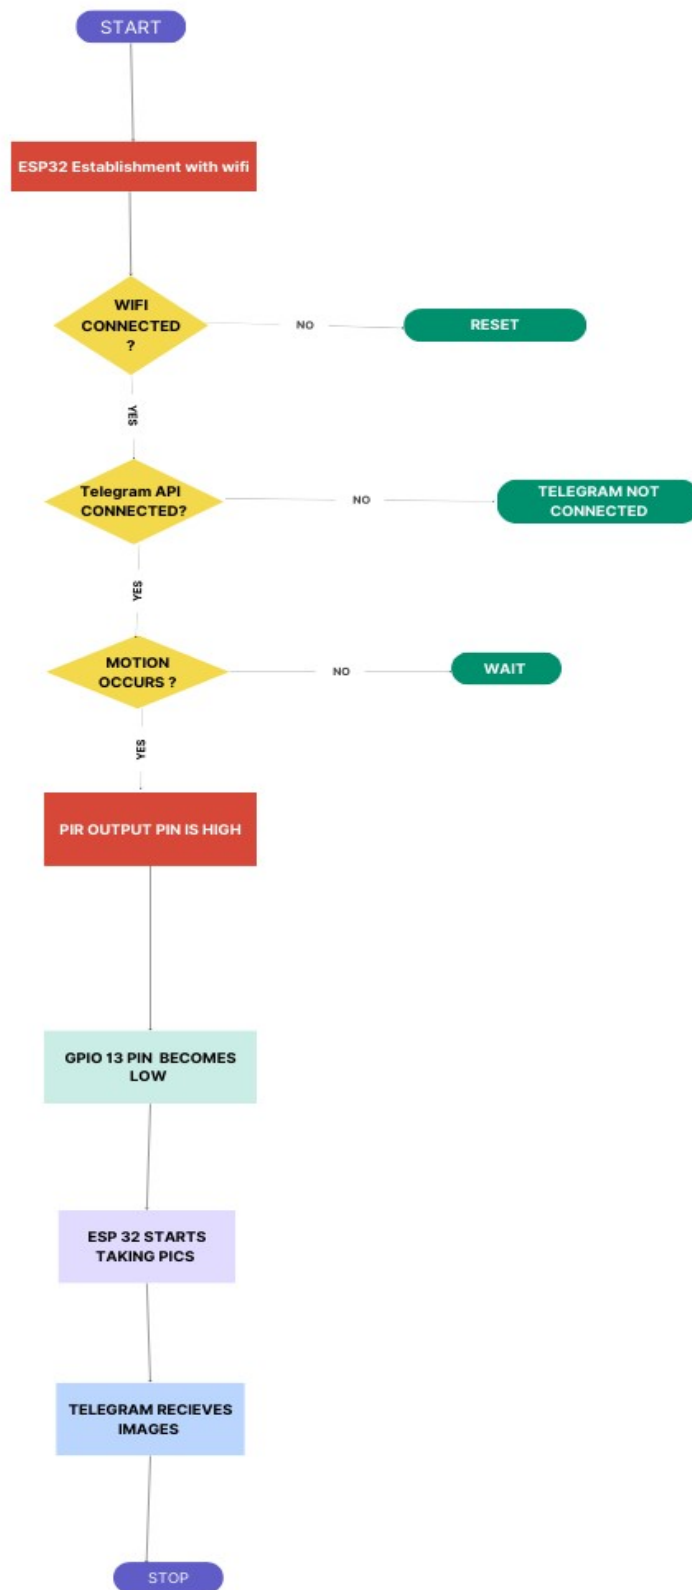 START
ESP32 Establishment with wifi
WIFI
CONNECTED
?
NO
RESET
YES
Telegram API
CONNECTED?
NO
TELEGRAM NOT
CONNECTED
YES
MOTION
OCCURS ?
NO
WAIT
YES
PIR OUTPUT PIN IS HIGH
GPIO 13 PIN BECOMES
LOW
ESP 32 STARTS
TAKING PICS
TELEGRAM RECIEVES
IMAGES
STOP